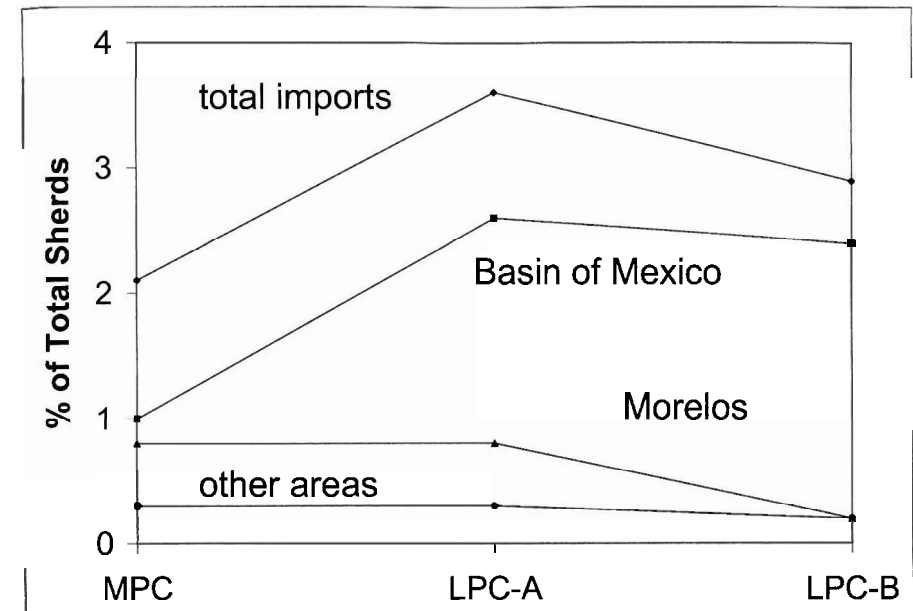 % of Total Sherds
4
3
2
1
0
total imports
Basin of Mexico
Morelos
other areas
MPC LPC-A LPC-B